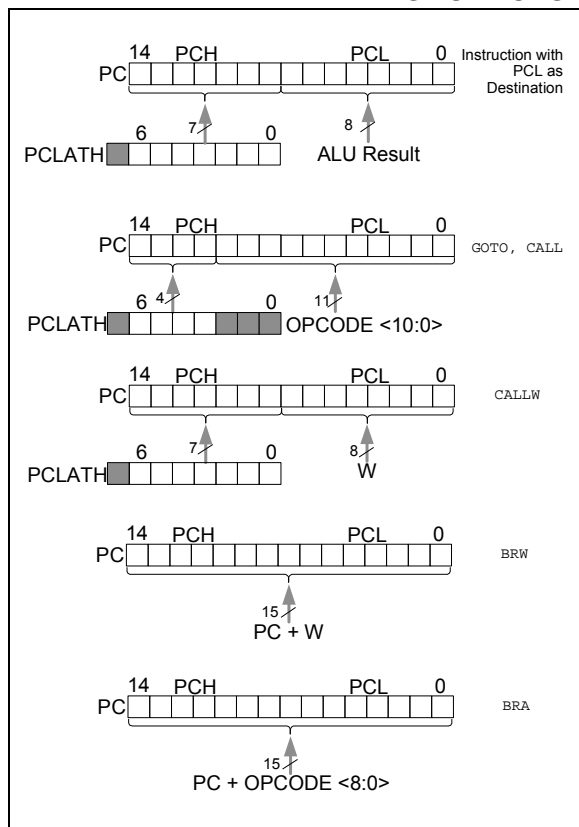 14 PCH PCL 0
PC
Instruction with
PCL as
Destination
6 7 0 8
PCLATH
ALU Result
14 PCH PCL 0
PC
GOTO, CALL
6 4 0 11
PCLATH
OPCODE <10:0>
14 PCH PCL 0
PC
CALLW
6 7 0 8
PCLATH
W
14 PCH PCL 0
PC
BRW
15
PC + W
14 PCH PCL 0
PC
BRA
15
PC + OPCODE <8:0>